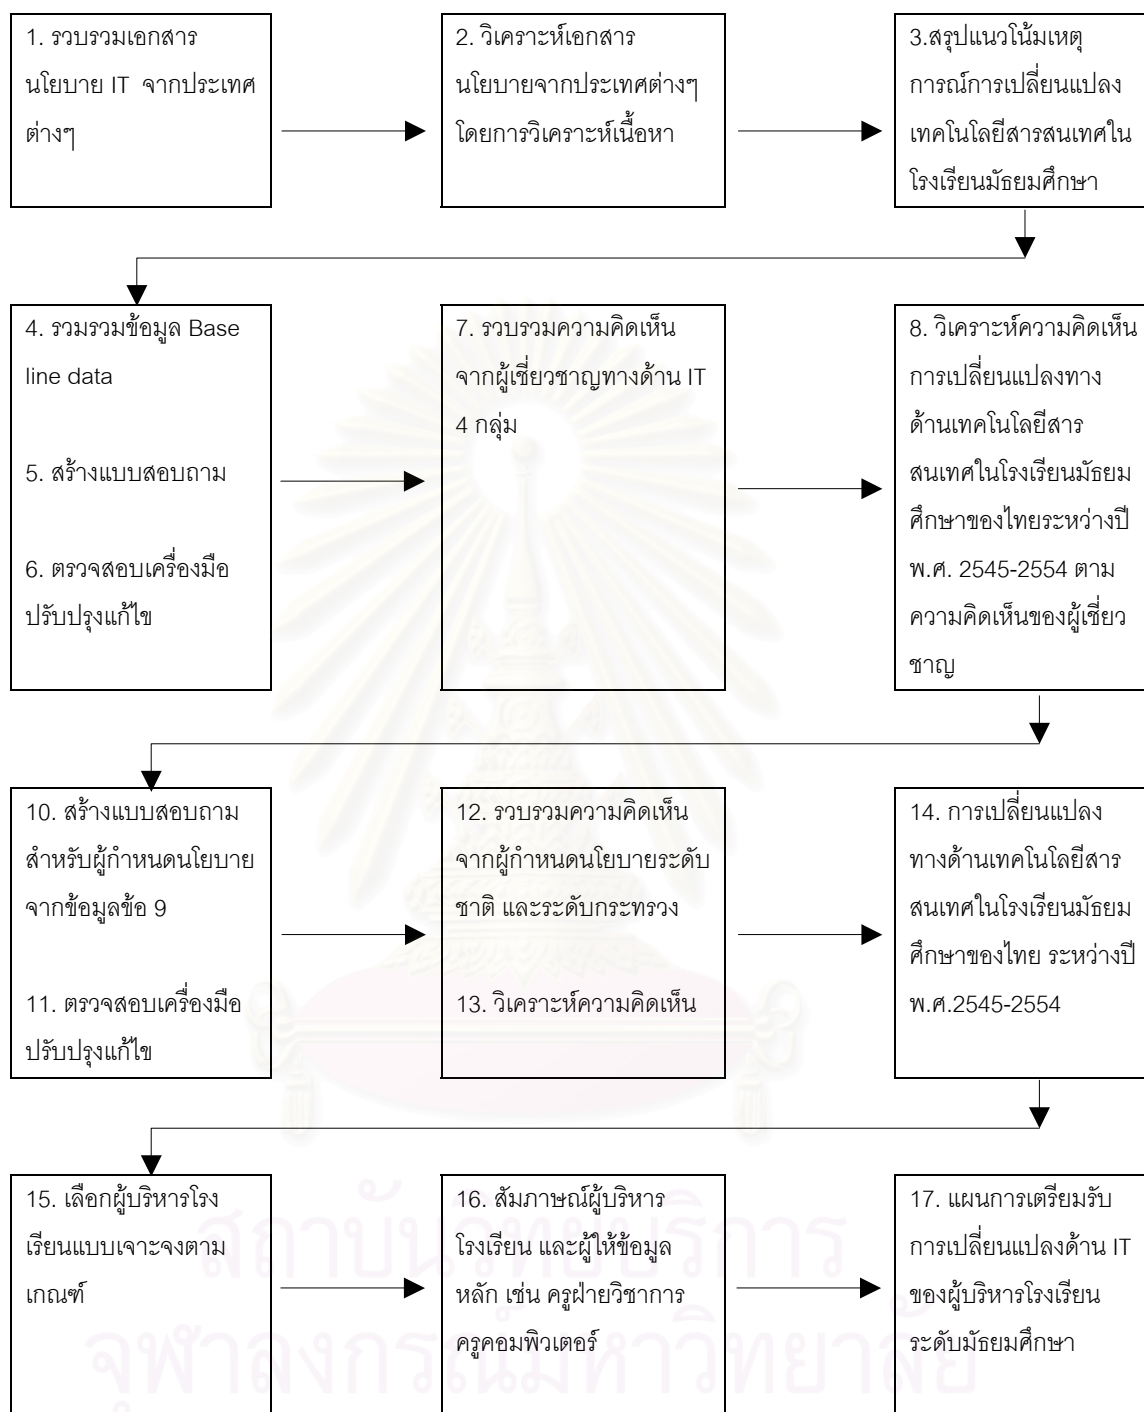 1. รวบรวมเอกสาร
นโยบาย IT จากประเทศ
ต่างๆ
2. วิเคราะห์เอกสาร
นโยบายจากประเทศต่างๆ
โดยการวิเคราะห์เนื้อหา
3.สรุปแนวโน้มเหตุ
การณ์การเปลี่ยนแปลง
เทคโนโลยีสารสนเทศใน
โรงเรียนมัธยมศึกษา
4. รวมรวมข้อมูล Base
line data
5. สร้างแบบสอบถาม
6. ตรวจสอบเครื่องมือ
ปรับปรุงแก้ไข
7. รวบรวมความคิดเห็น
จากผู้เชี่ยวชาญทางด้าน IT
4 กลุ่ม
8. วิเคราะห์ความคิดเห็น
การเปลี่ยนแปลงทาง
ด้านเทคโนโลยีสาร
สนเทศในโรงเรียนมัธยม
ศึกษาของไทยระหว่างปี
พ.ศ. 2545-2554 ตาม
ความคิดเห็นของผู้เชี่ยว
ชาญ
10. สร้างแบบสอบถาม
สำหรับผู้กำหนดนโยบาย
จากข้อมูลข้อ 9
11. ตรวจสอบเครื่องมือ
ปรับปรุงแก้ไข
12. รวบรวมความคิดเห็น
จากผู้กำหนดนโยบายระดับ
ชาติ และระดับกระทรวง
13. วิเคราะห์ความคิดเห็น
14. การเปลี่ยนแปลง
ทางด้านเทคโนโลยีสาร
สนเทศในโรงเรียนมัธยม
ศึกษาของไทย ระหว่างปี
พ.ศ.2545-2554
15. เลือกผู้บริหารโรง
เรียนแบบเจาะจงตาม
เกณฑ์
16. สัมภาษณ์ผู้บริหาร
โรงเรียน และผู้ให้ข้อมูล
หลัก เช่น ครูฝ่ายวิชาการ
ครูคอมพิวเตอร์
17. แผนการเตรียมรับ
การเปลี่ยนแปลงด้าน IT
ของผู้บริหารโรงเรียน
ระดับมัธยมศึกษา
สถาบันวิทยบริการ
จุฬาลงกรณ์มหาวิทยาลัย